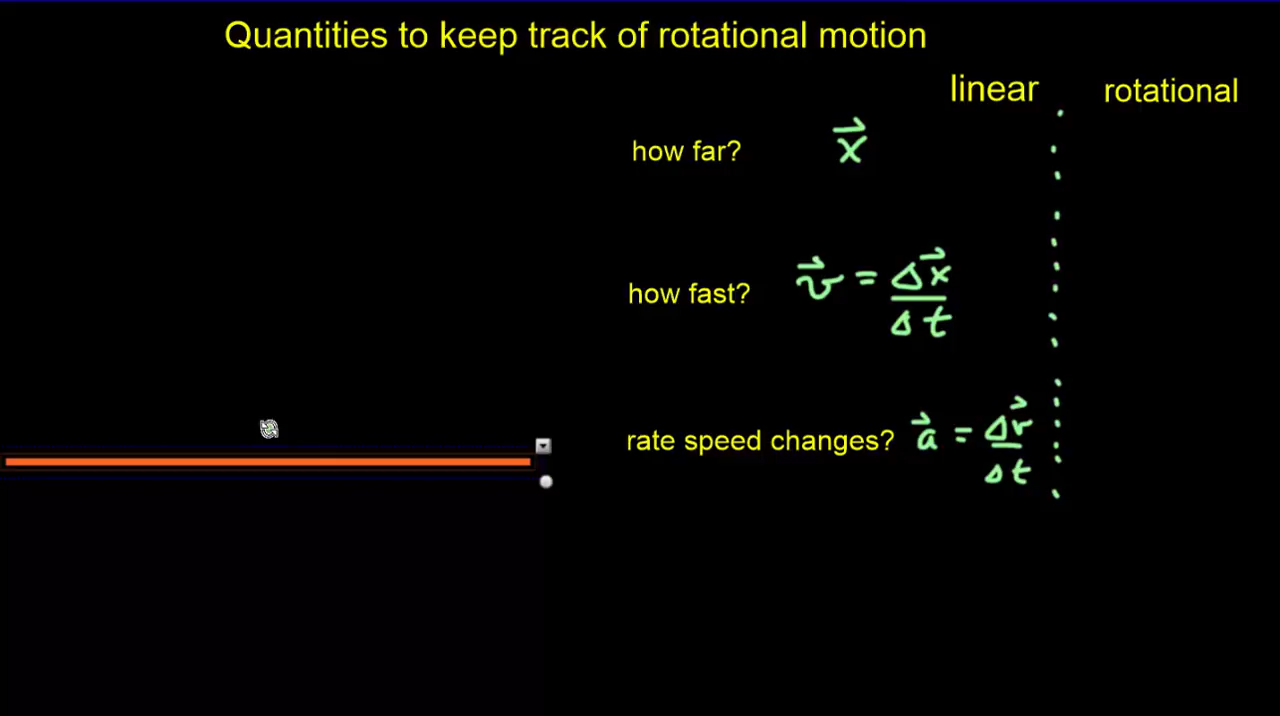 Quantities to keep track of rotational motion
linear rotational
how far? x⃗
how fast? v⃗ = Δx⃗ / Δt
rate speed changes? a⃗ = Δv⃗ / Δt